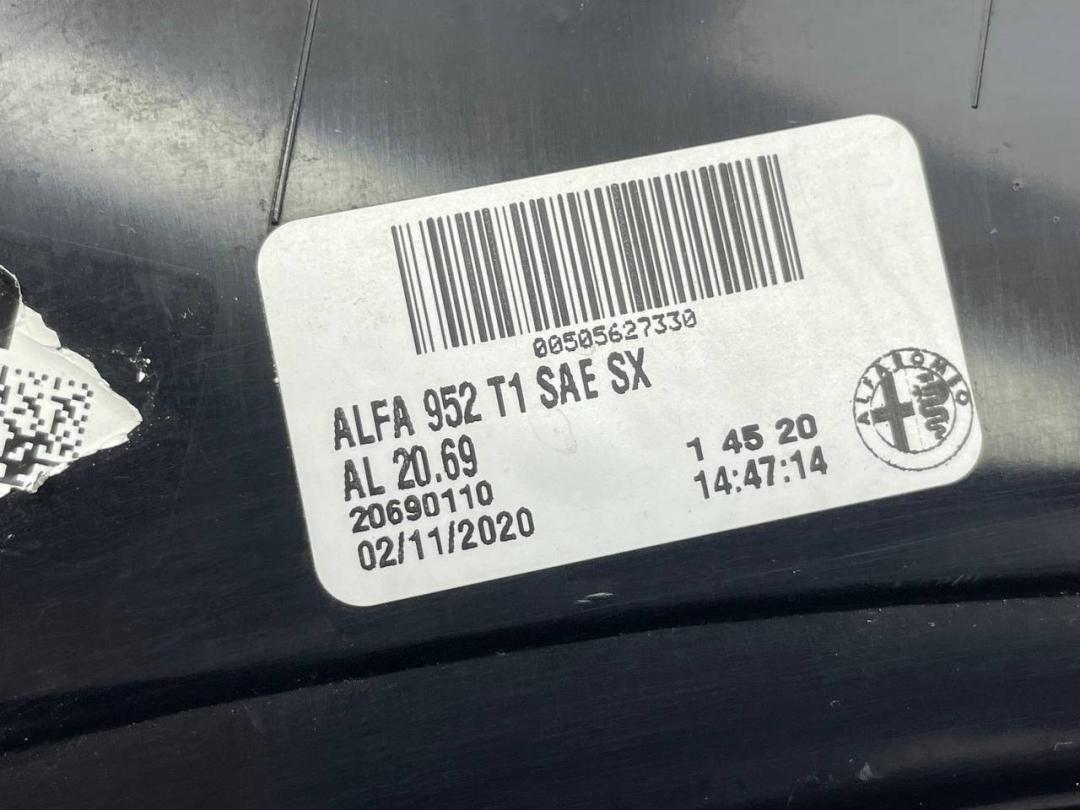 00505627330
ALFA 952 T1 SAE SX
AL 20.69
20690110
02/11/2020
1 45 20
14:47:14
ALFA ROMEO